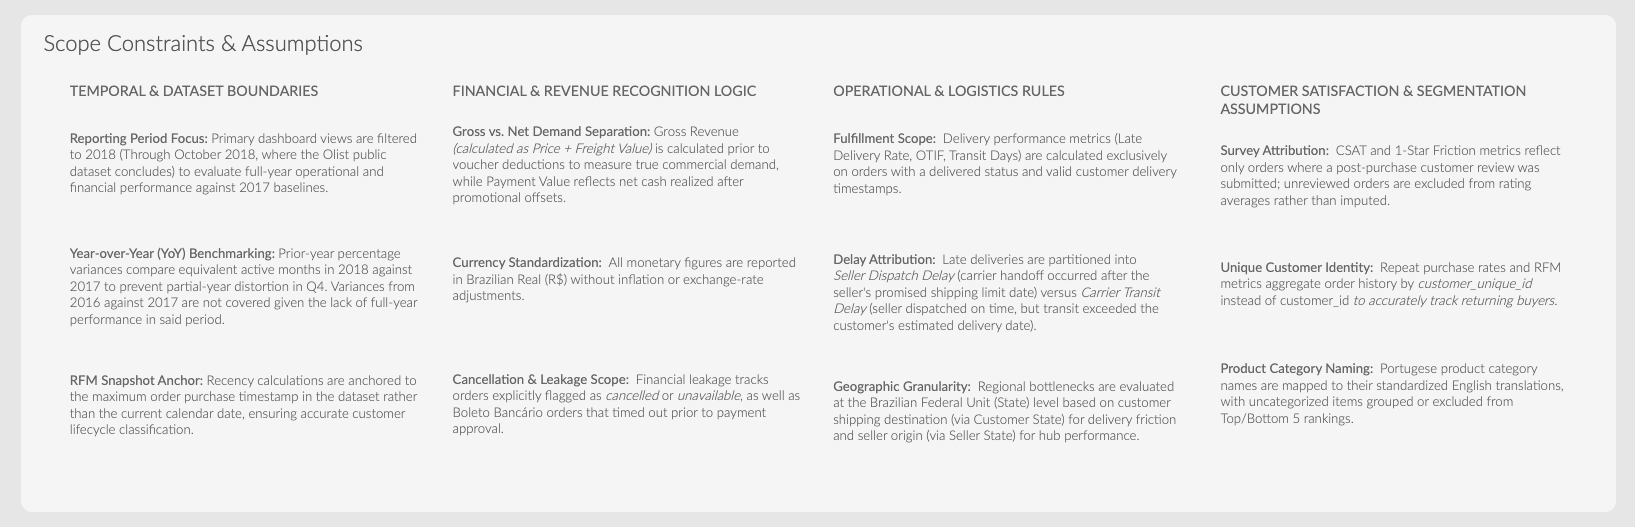 Scope Constraints & Assumptions
TEMPORAL & DATASET BOUNDARIES
Reporting Period Focus: Primary dashboard views are filtered
to 2018 (Through October 2018, where the Olist public
dataset concludes) to evaluate full-year operational and
financial performance against 2017 baselines.
Year-over-Year (YoY) Benchmarking: Prior-year percentage
variances compare equivalent active months in 2018 against
2017 to prevent partial-year distortion in Q4. Variances from
2016 against 2017 are not covered given the lack of full-year
performance in said period.
RFM Snapshot Anchor: Recency calculations are anchored to
the maximum order purchase timestamp in the dataset rather
than the current calendar date, ensuring accurate customer
lifecycle classification.
FINANCIAL & REVENUE RECOGNITION LOGIC
Gross vs. Net Demand Separation: Gross Revenue
(calculated as Price + Freight Value) is calculated prior to
voucher deductions to measure true commercial demand,
while Payment Value reflects net cash realized after
promotional offsets.
Currency Standardization: All monetary figures are reported
in Brazilian Real (R$) without inflation or exchange-rate
adjustments.
Cancellation & Leakage Scope: Financial leakage tracks
orders explicitly flagged as cancelled or unavailable, as well as
Boleto Bancário orders that timed out prior to payment
approval.
OPERATIONAL & LOGISTICS RULES
Fulfillment Scope: Delivery performance metrics (Late
Delivery Rate, OTIF, Transit Days) are calculated exclusively
on orders with a delivered status and valid customer delivery
timestamps.
Delay Attribution: Late deliveries are partitioned into
Seller Dispatch Delay (carrier handoff occurred after the
seller's promised shipping limit date) versus Carrier Transit
Delay (seller dispatched on time, but transit exceeded the
customer's estimated delivery date).
Geographic Granularity: Regional bottlenecks are evaluated
at the Brazilian Federal Unit (State) level based on customer
shipping destination (via Customer State) for delivery friction
and seller origin (via Seller State) for hub performance.
CUSTOMER SATISFACTION & SEGMENTATION
ASSUMPTIONS
Survey Attribution: CSAT and 1-Star Friction metrics reflect
only orders where a post-purchase customer review was
submitted; unreviewed orders are excluded from rating
averages rather than imputed.
Unique Customer Identity: Repeat purchase rates and RFM
metrics aggregate order history by customer_unique_id
instead of customer_id to accurately track returning buyers.
Product Category Naming: Portugese product category
names are mapped to their standardized English translations,
with uncategorized items grouped or excluded from
Top/Bottom 5 rankings.